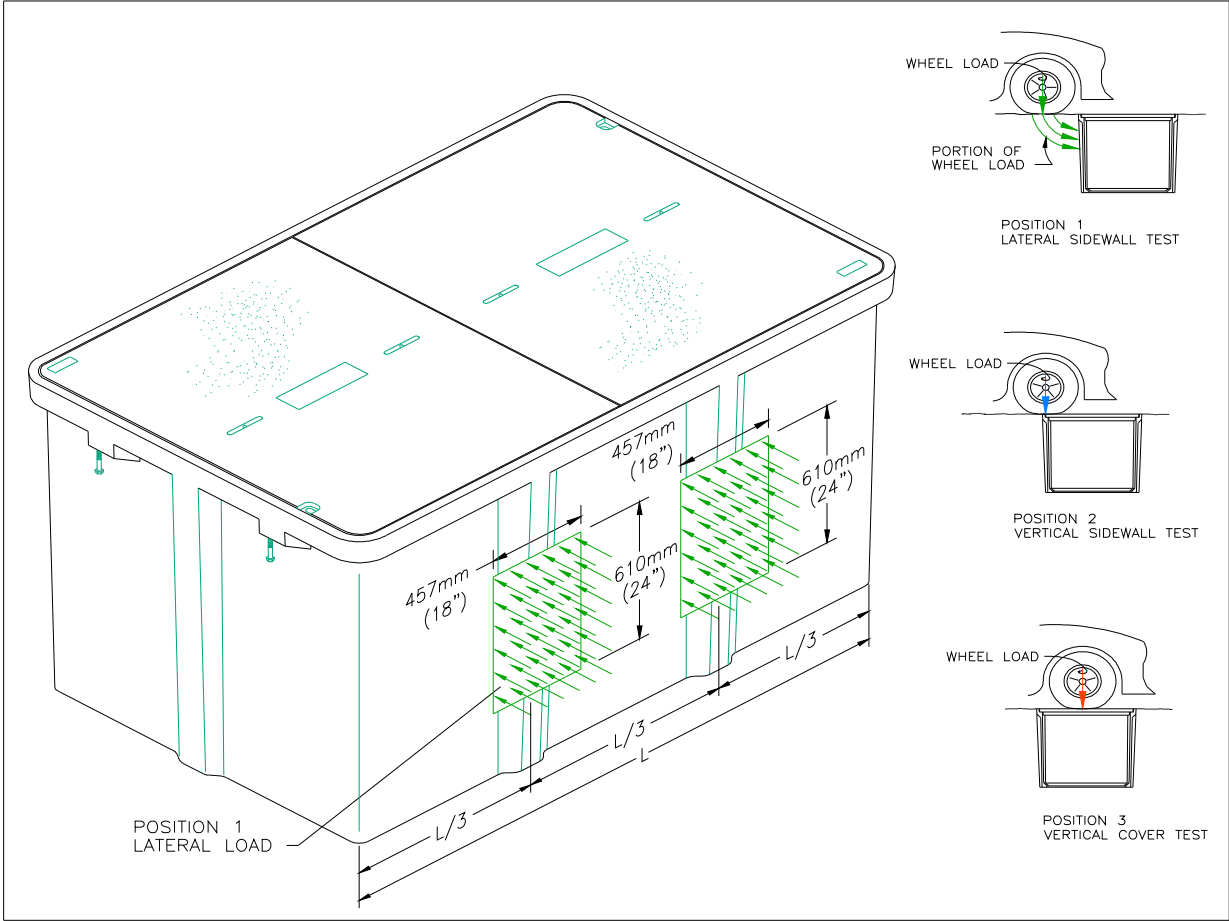 WHEEL LOAD
PORTION OF
WHEEL LOAD
POSITION 1
LATERAL SIDEWALL TEST
WHEEL LOAD
POSITION 2
VERTICAL SIDEWALL TEST
WHEEL LOAD
POSITION 3
VERTICAL COVER TEST
457mm
(18")
610mm
(24")
457mm
(18")
610mm
(24")
L/3
L/3
L
L/3
POSITION 1
LATERAL LOAD